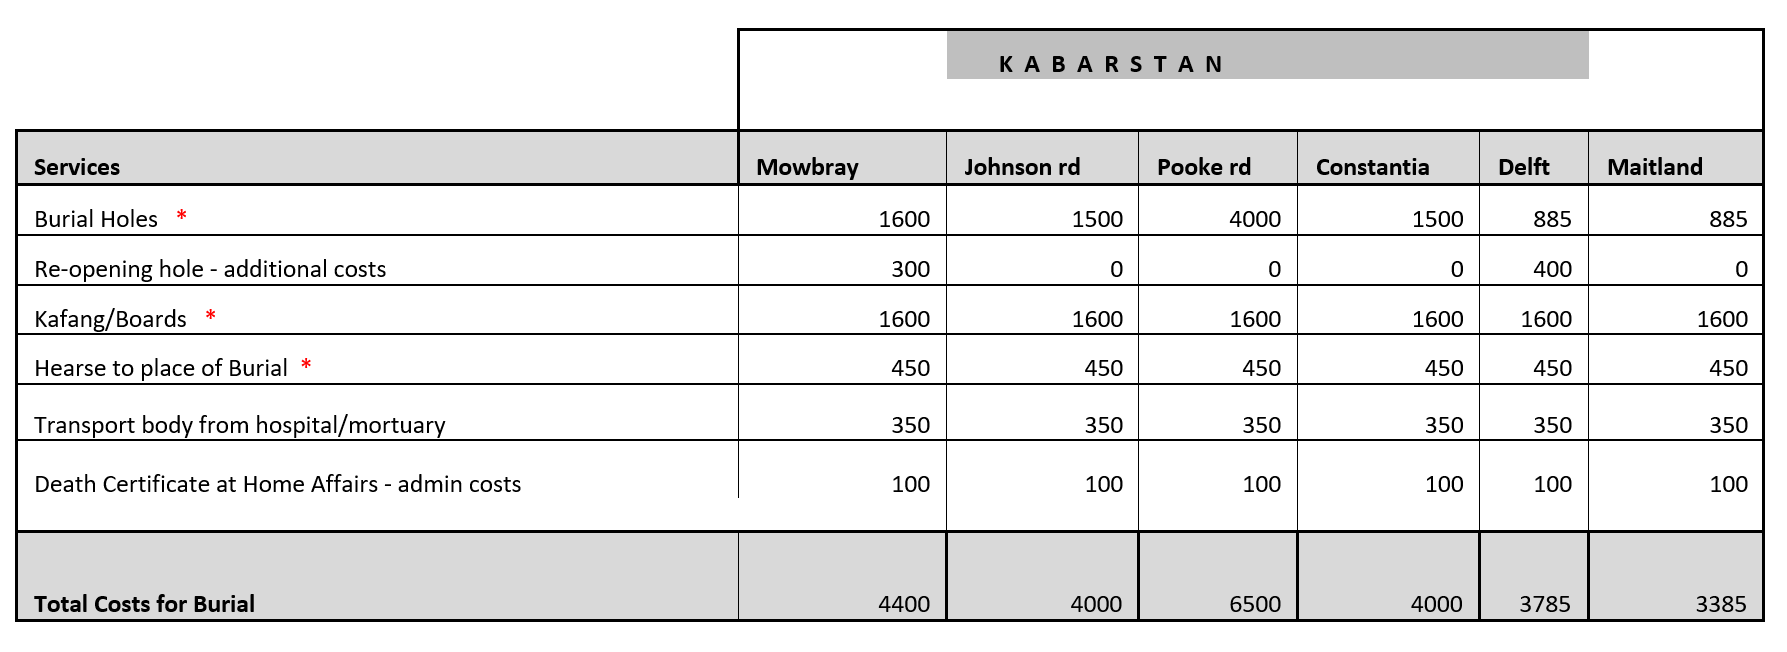 K A B A R S T A N
Services Mowbray Johnson rd Pooke rd Constantia Delft Maitland
Burial Holes * 1600 1500 4000 1500 885 885
Re-opening hole - additional costs 300 0 0 0 400 0
Kafang/Boards * 1600 1600 1600 1600 1600 1600
Hearse to place of Burial * 450 450 450 450 450 450
Transport body from hospital/mortuary 350 350 350 350 350 350
Death Certificate at Home Affairs - admin costs 100 100 100 100 100 100
Total Costs for Burial 4400 4000 6500 4000 3785 3385